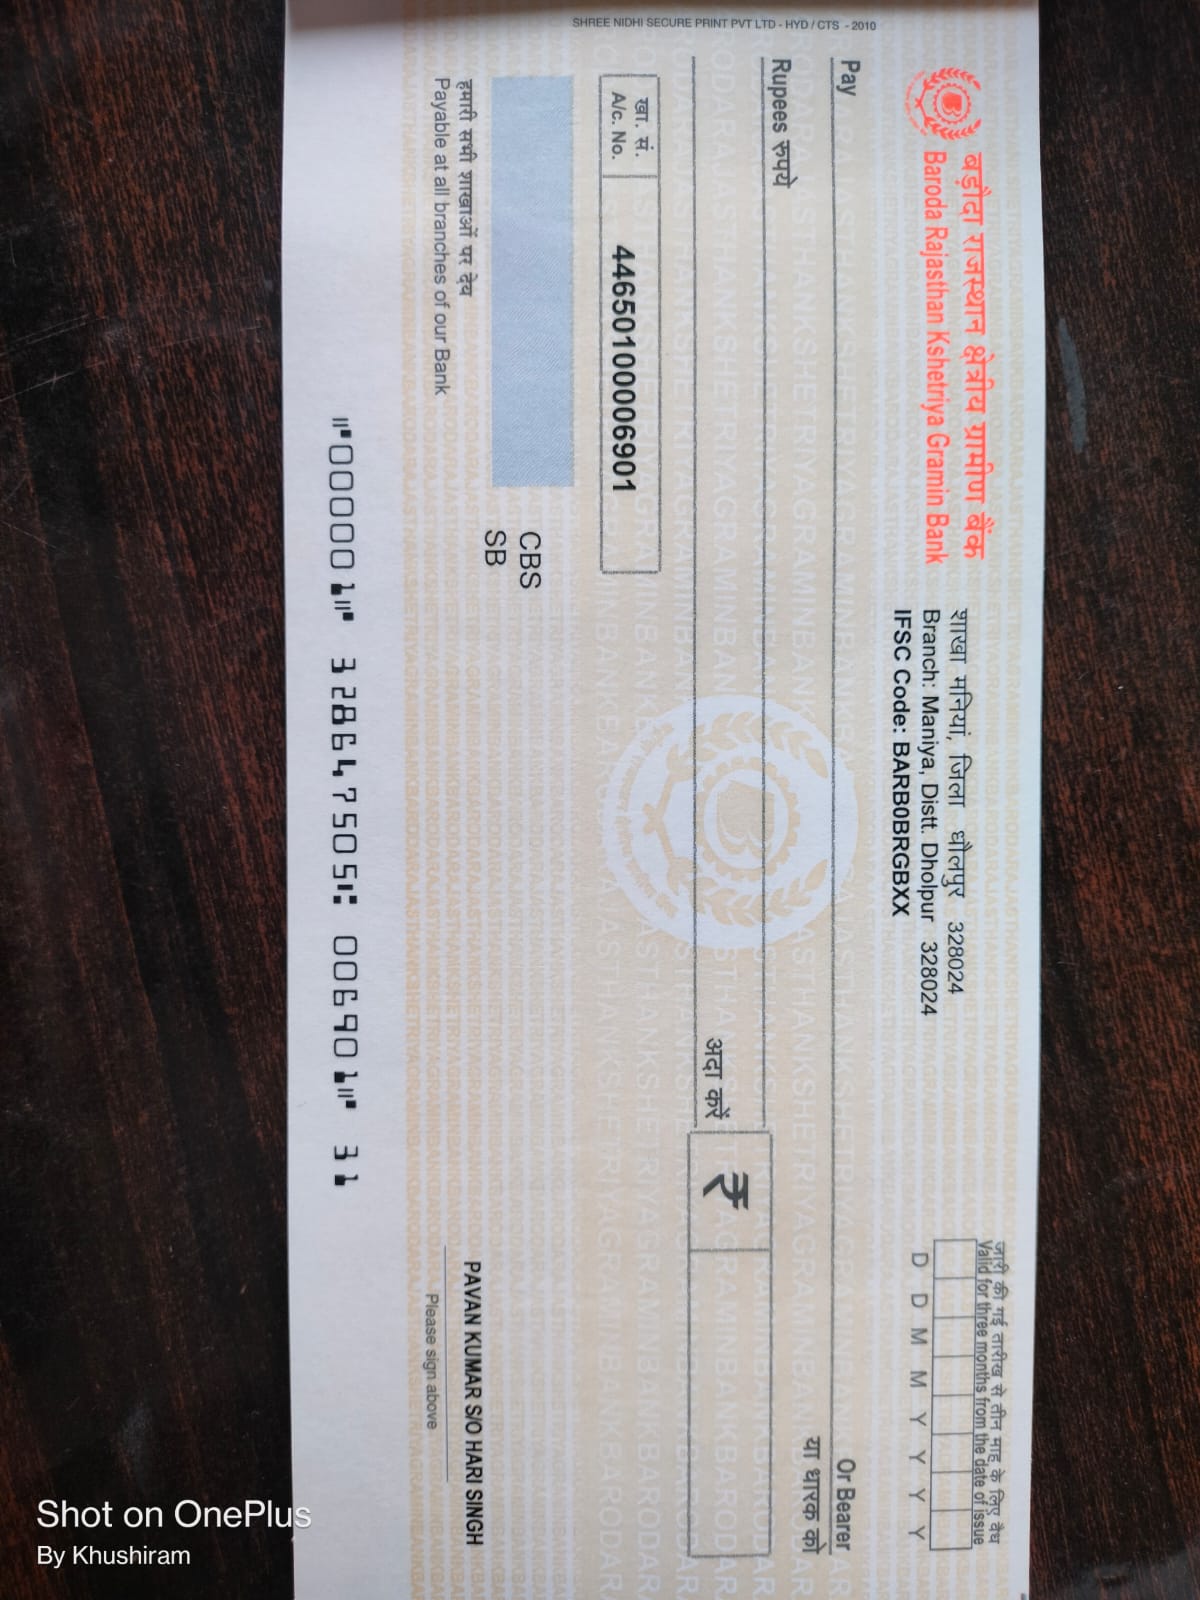 जारी की गई तारीख से तीन माह के लिए वैध
Valid for three months from the date of issue
D D M M Y Y Y Y
बड़ौदा राजस्थान क्षेत्रीय ग्रामीण बैंक
Baroda Rajasthan Kshetriya Gramin Bank
शाखा मनियां, जिला धौलपुर 328024
Branch: Maniya, Distt. Dholpur 328024
IFSC Code: BARB0BRGBXX
Pay
Or Bearer
या धारक को
Rupees रुपये
अदा करें
₹
खा. सं.
A/c. No.
44650100006901
CBS
SB
हमारी सभी शाखाओं पर देय
Payable at all branches of our Bank
PAVAN KUMAR S/O HARI SINGH
Please sign above
⑈000001⑈ 328647505⑆ 006901⑈ 31
SHREE NIDHI SECURE PRINT PVT LTD - HYD / CTS - 2010
Shot on OnePlus
By Khushiram